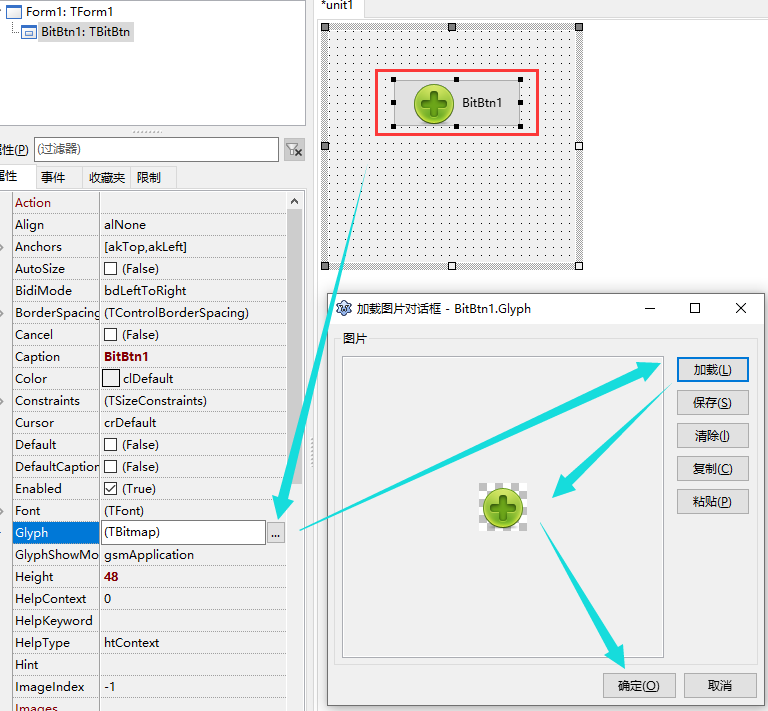 Form1: TForm1
BitBtn1: TBitBtn
*unit1
BitBtn1
属性(P) (过滤器)
属性 事件 收藏夹 限制
Action
Align alNone
Anchors [akTop,akLeft]
AutoSize (False)
BidiMode bdLeftToRight
BorderSpacing (TControlBorderSpacing)
Cancel (False)
Caption BitBtn1
Color clDefault
Constraints (TSizeConstraints)
Cursor crDefault
Default (False)
DefaultCaption (False)
Enabled (True)
Font (TFont)
Glyph (TBitmap) ...
GlyphShowMo gsmApplication
Height 48
HelpContext 0
HelpKeyword
HelpType htContext
Hint
ImageIndex -1
Images
加载图片对话框 - BitBtn1.Glyph
图片
加载(L)
保存(S)
清除(I)
复制(C)
粘贴(P)
确定(O) 取消